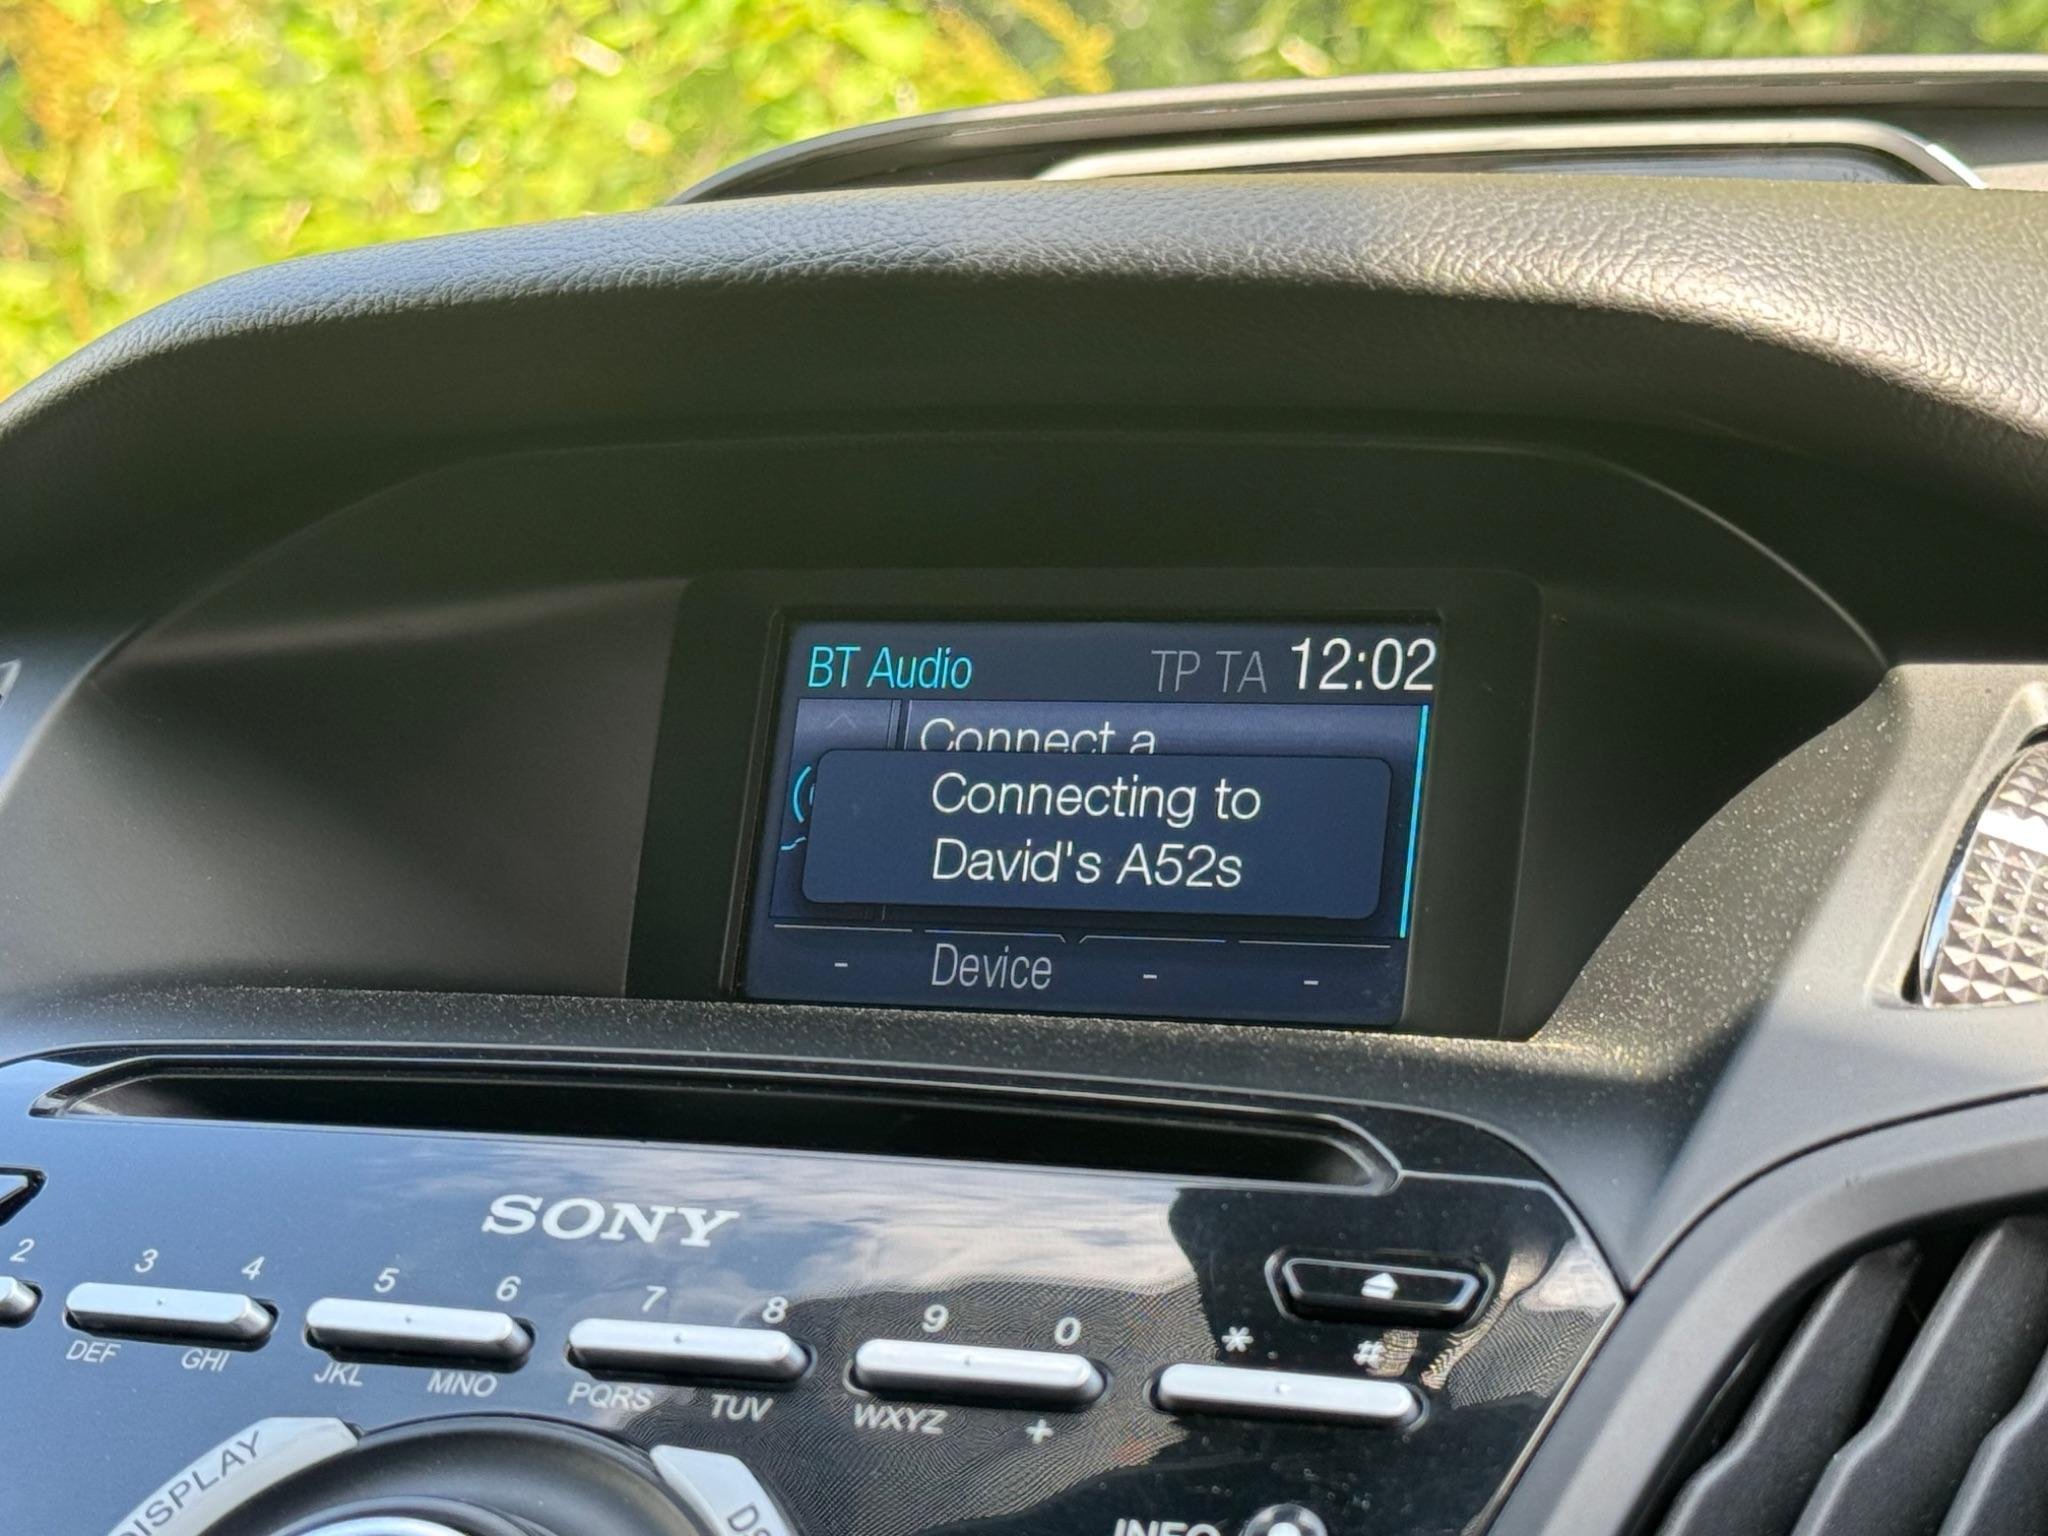 BT Audio TP TA 12:02
Connect a
Connecting to
David's A52s
- Device - -
SONY
2 3 4 5 6 7 8 9 0 * #
DEF GHI JKL MNO PQRS TUV WXYZ +
DISPLAY
INFO